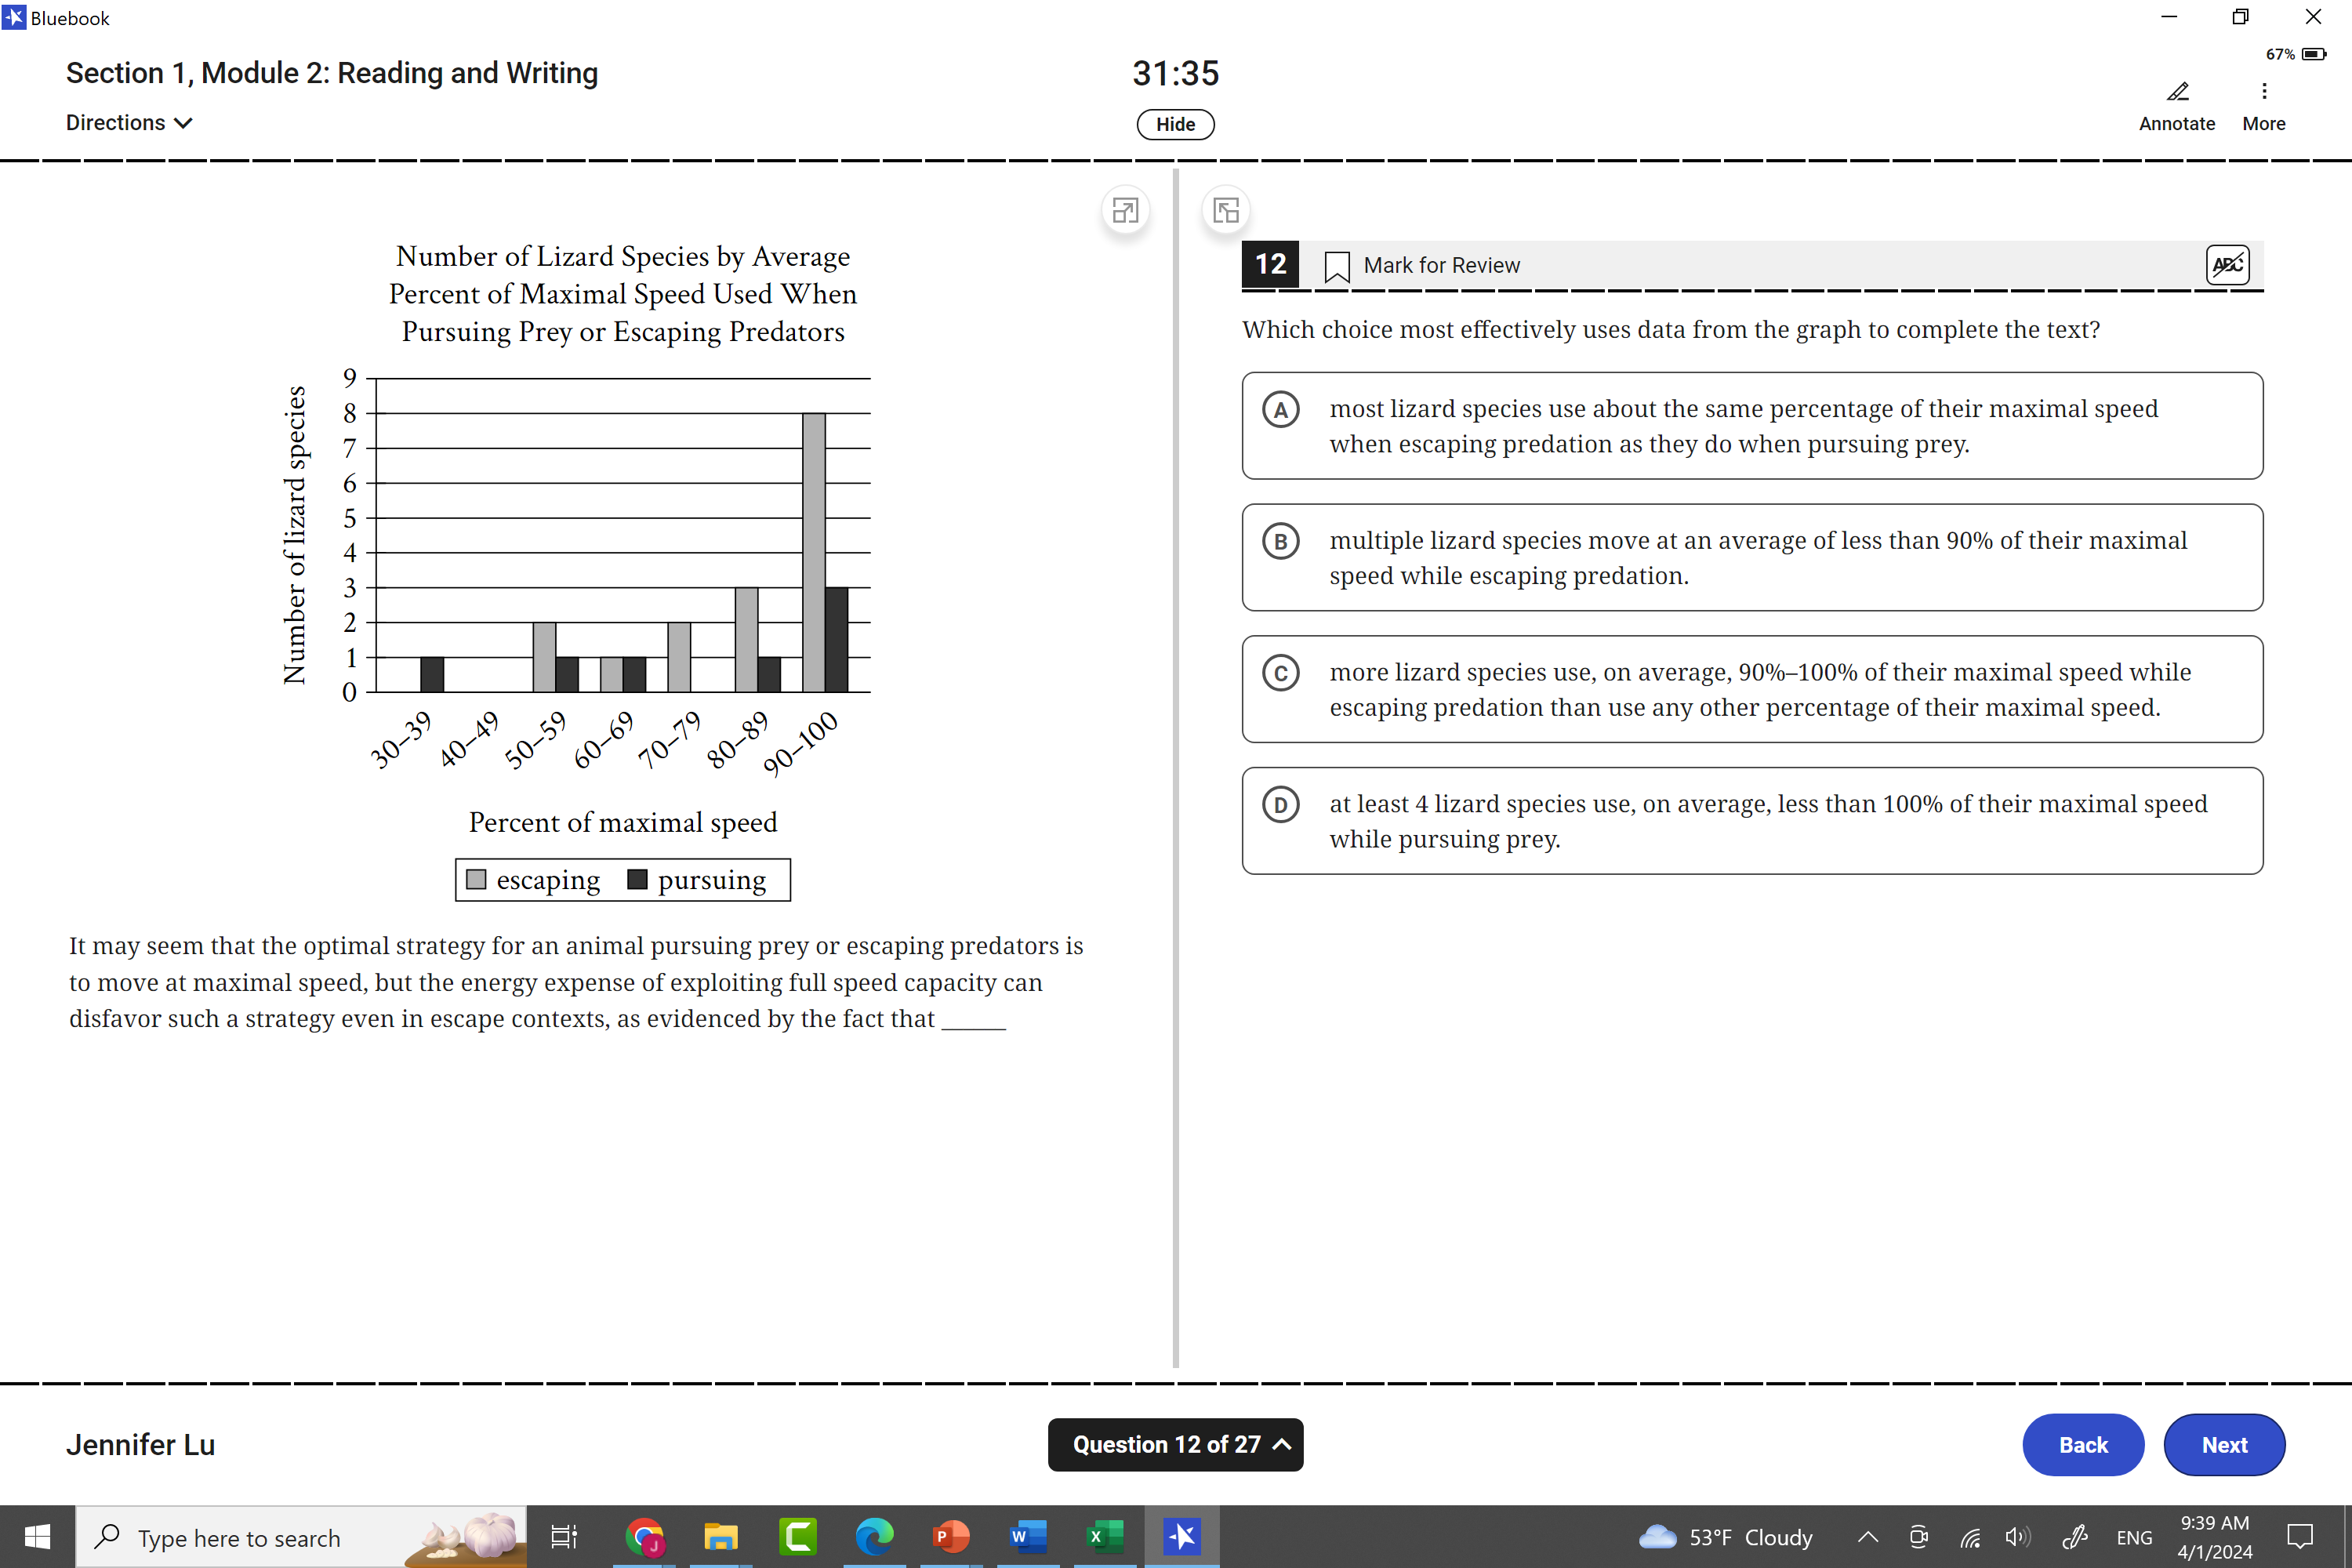 Bluebook
67%
Section 1, Module 2: Reading and Writing
31:35
Directions
Hide
Annotate
More
Number of Lizard Species by Average
Percent of Maximal Speed Used When
Pursuing Prey or Escaping Predators
Number of lizard species
9
8
7
6
5
4
3
2
1
0
30–39
40–49
50–59
60–69
70–79
80–89
90–100
Percent of maximal speed
escaping
pursuing
It may seem that the optimal strategy for an animal pursuing prey or escaping predators is
to move at maximal speed, but the energy expense of exploiting full speed capacity can
disfavor such a strategy even in escape contexts, as evidenced by the fact that ______
12
Mark for Review
ABC
Which choice most effectively uses data from the graph to complete the text?
A
most lizard species use about the same percentage of their maximal speed
when escaping predation as they do when pursuing prey.
B
multiple lizard species move at an average of less than 90% of their maximal
speed while escaping predation.
C
more lizard species use, on average, 90%–100% of their maximal speed while
escaping predation than use any other percentage of their maximal speed.
D
at least 4 lizard species use, on average, less than 100% of their maximal speed
while pursuing prey.
Jennifer Lu
Question 12 of 27
Back
Next
Type here to search
J
P
W
X
53°F Cloudy
ENG
9:39 AM
4/1/2024